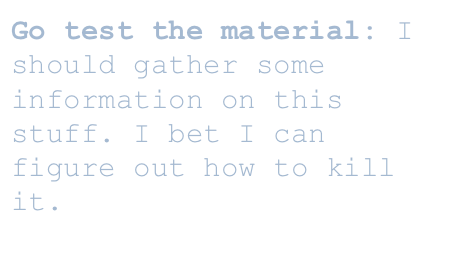 Go test the material: I
should gather some
information on this
stuff. I bet I can
figure out how to kill
it.